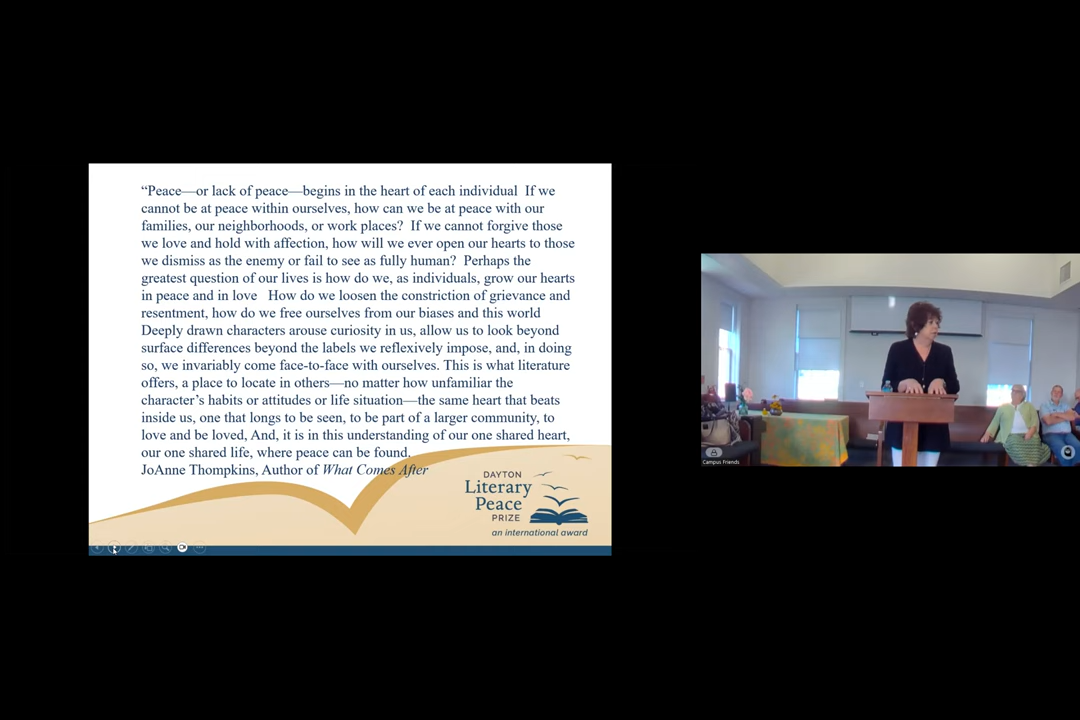 “Peace—or lack of peace—begins in the heart of each individual  If we
cannot be at peace within ourselves, how can we be at peace with our
families, our neighborhoods, or work places?  If we cannot forgive those
we love and hold with affection, how will we ever open our hearts to those
we dismiss as the enemy or fail to see as fully human?  Perhaps the
greatest question of our lives is how do we, as individuals, grow our hearts
in peace and in love   How do we loosen the constriction of grievance and
resentment, how do we free ourselves from our biases and this world
Deeply drawn characters arouse curiosity in us, allow us to look beyond
surface differences beyond the labels we reflexively impose, and, in doing
so, we invariably come face-to-face with ourselves. This is what literature
offers, a place to locate in others—no matter how unfamiliar the
character’s habits or attitudes or life situation—the same heart that beats
inside us, one that longs to be seen, to be part of a larger community, to
love and be loved, And, it is in this understanding of our one shared heart,
our one shared life, where peace can be found.
JoAnne Thompkins, Author of What Comes After
DAYTON
Literary
Peace
PRIZE
an international award
Campus Friends